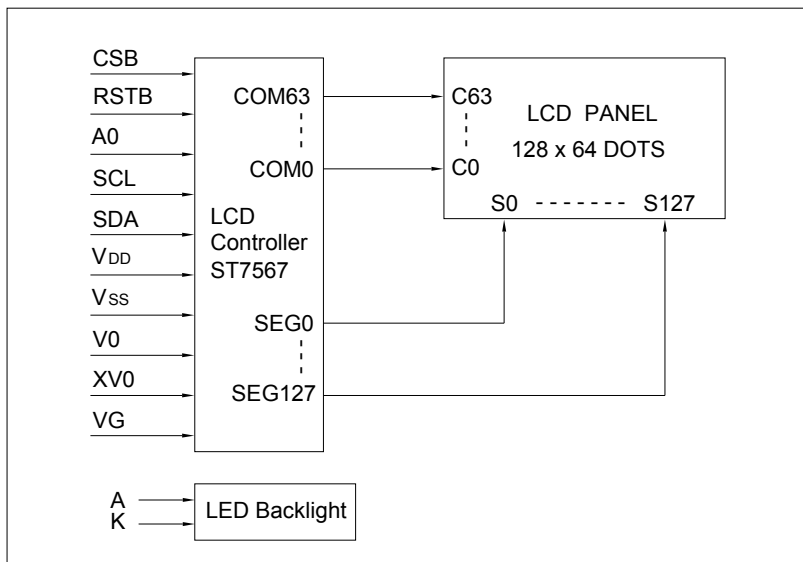 CSB
RSTB
A0
SCL
SDA
VDD
VSS
V0
XV0
VG
COM63
COM0
LCD
Controller
ST7567
SEG0
SEG127
C63
C0
LCD PANEL
128 x 64 DOTS
S0 ------- S127
A
K
LED Backlight